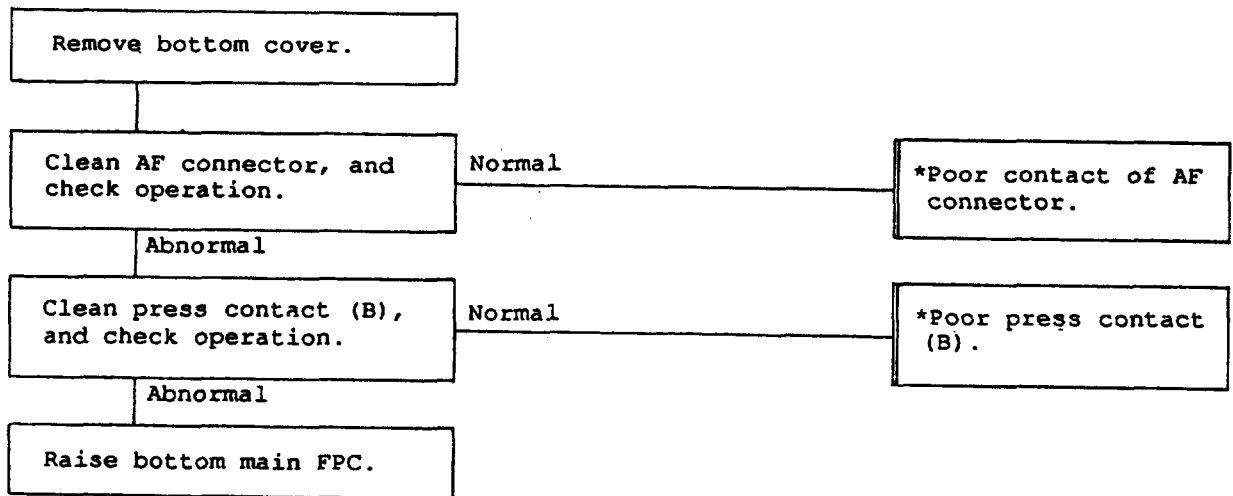 Remove bottom cover.
Clean AF connector, and
check operation.
Normal
*Poor contact of AF
connector.
Abnormal
Clean press contact (B),
and check operation.
Normal
*Poor press contact
(B).
Abnormal
Raise bottom main FPC.